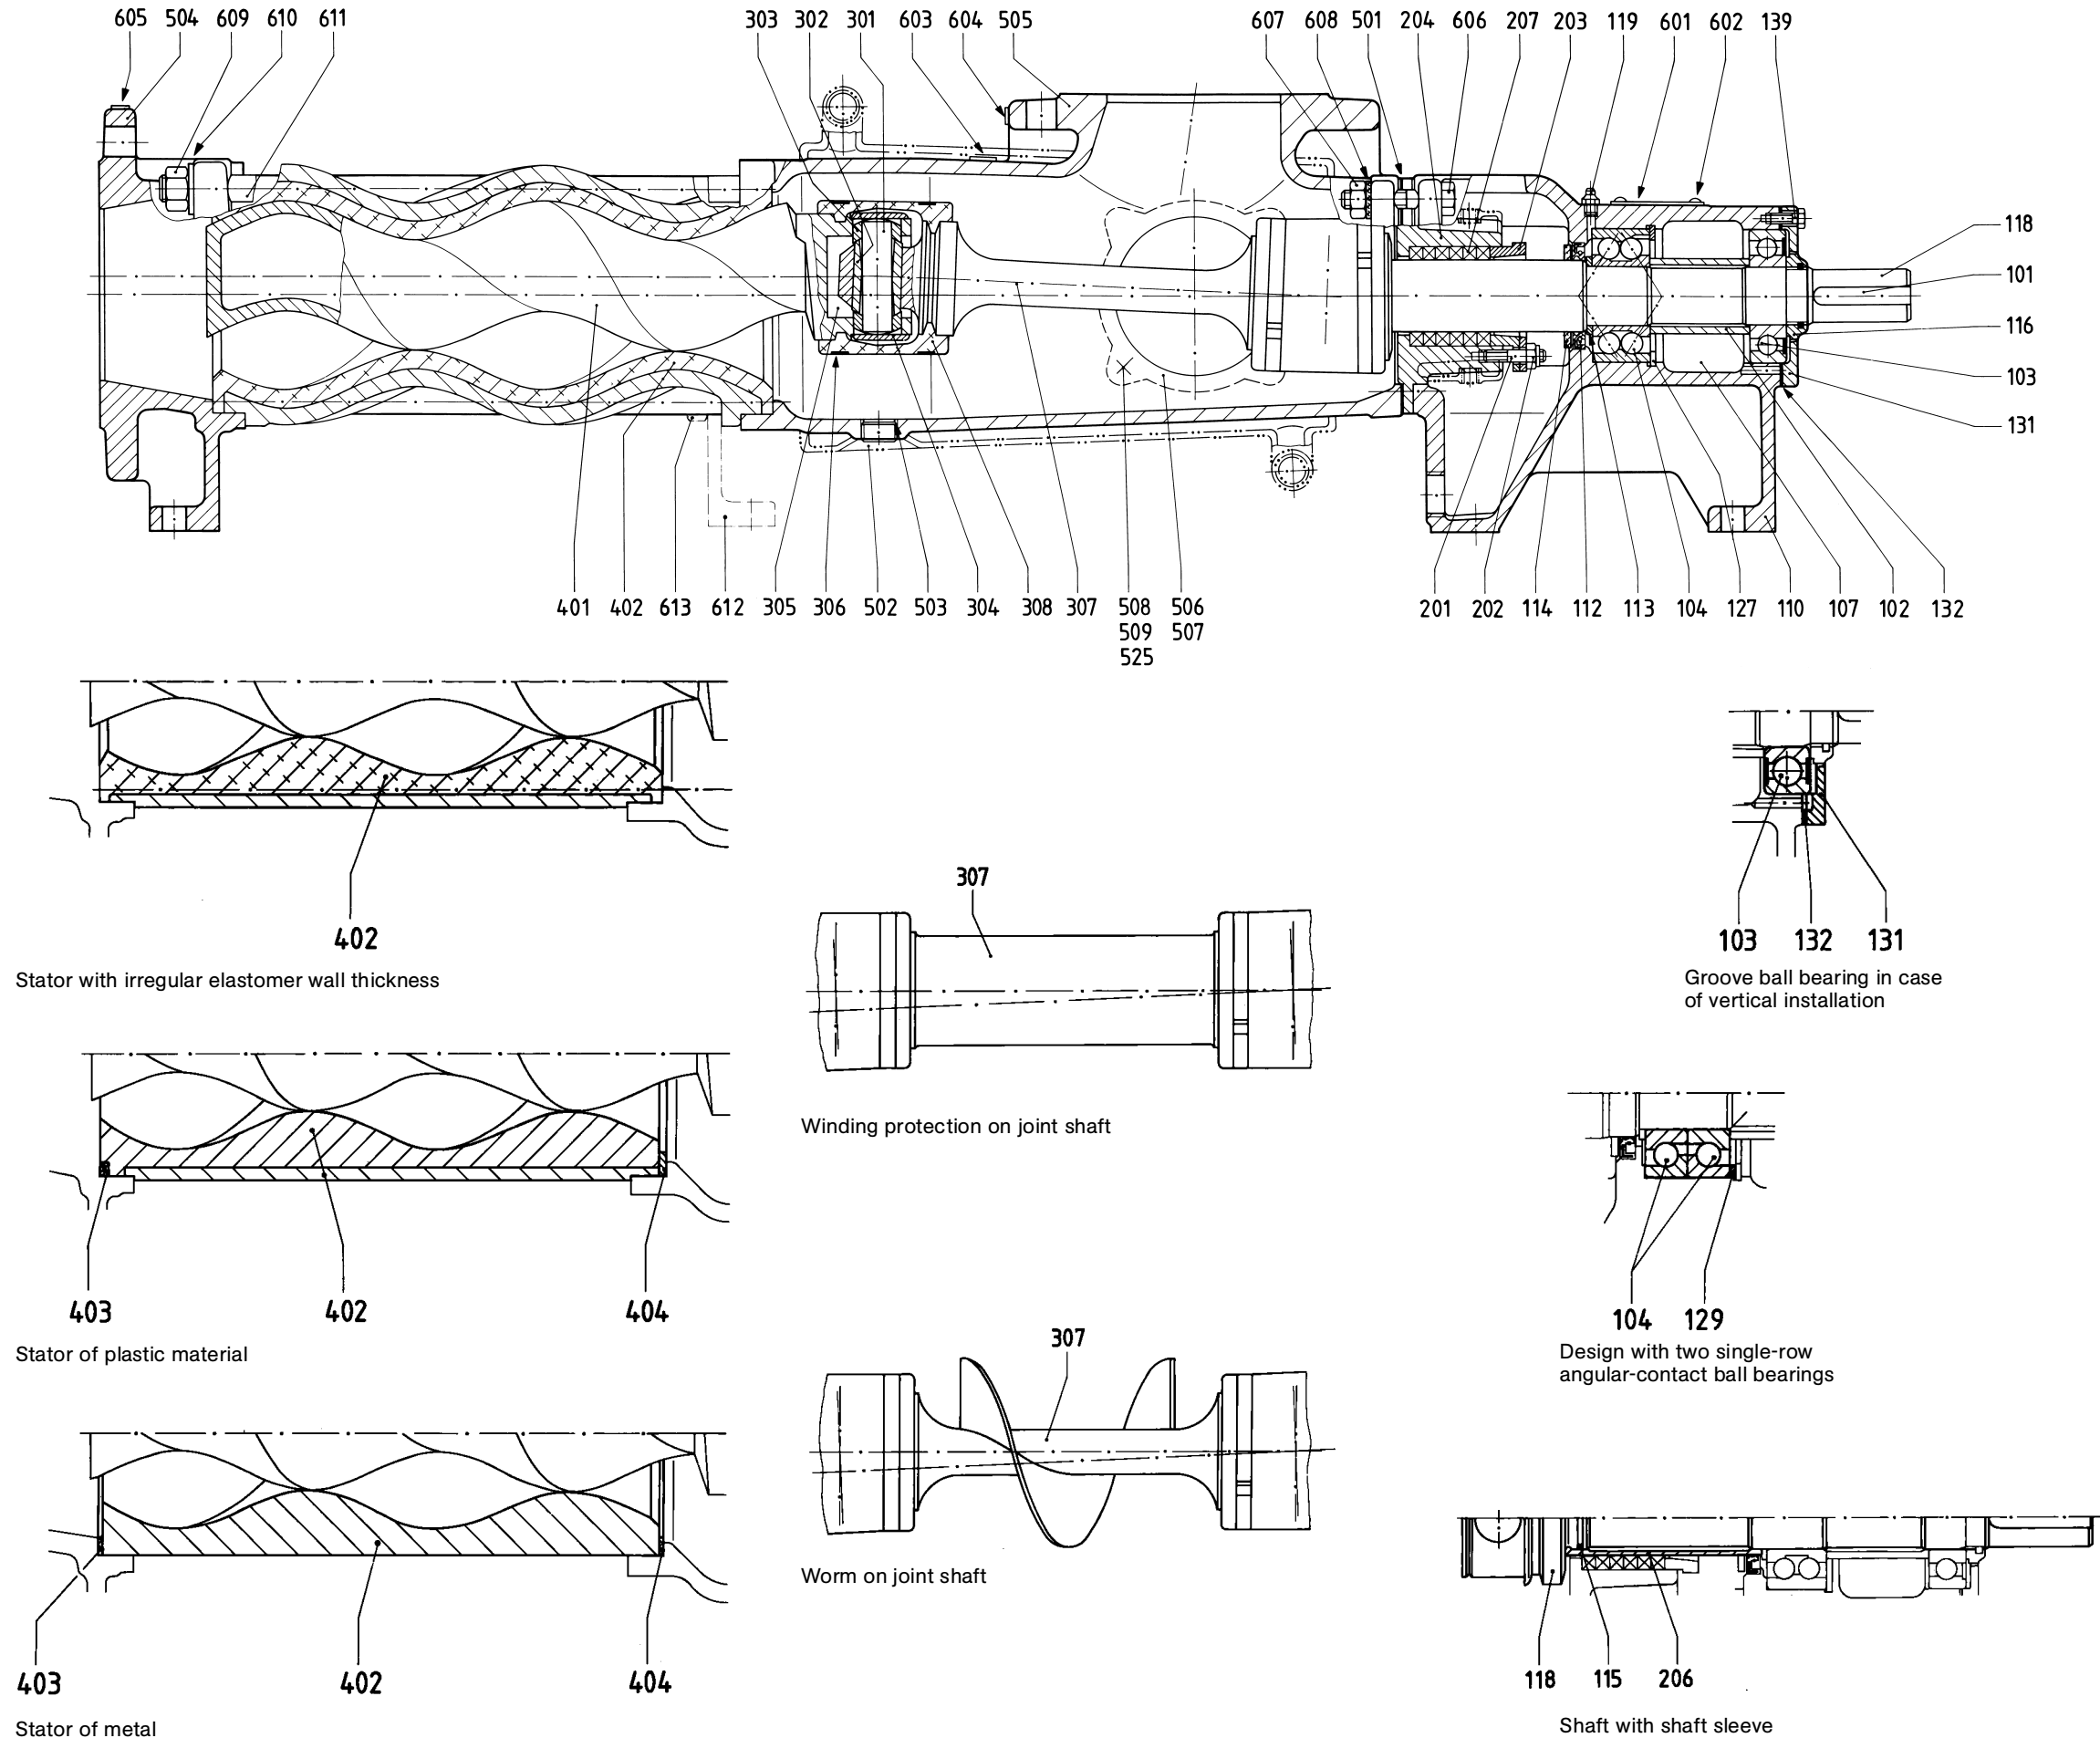 605 504 609 610 611 303 302 301 603 604 505 607 608 501 204 606 207 203 119 601 602 139
118
101
116
103
131
401 402 613 612 305 306 502 503 304 308 307 508 506 201 202 114 112 113 104 127 110 107 102 132
509 507
525
402
Stator with irregular elastomer wall thickness
403 402 404
Stator of plastic material
403 402 404
Stator of metal
307
Winding protection on joint shaft
307
Worm on joint shaft
103 132 131
Groove ball bearing in case
of vertical installation
104 129
Design with two single-row
angular-contact ball bearings
118 115 206
Shaft with shaft sleeve